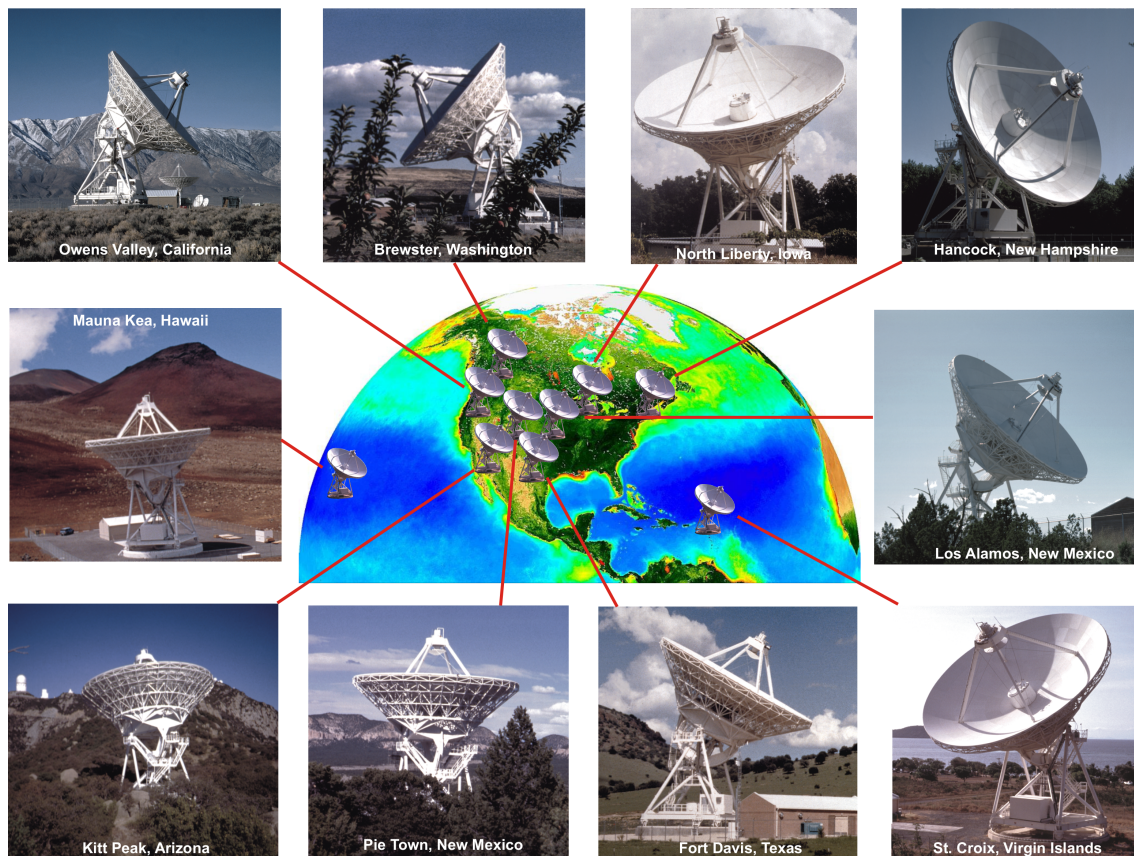 Owens Valley, California
Brewster, Washington
North Liberty, Iowa
Hancock, New Hampshire
Mauna Kea, Hawaii
Los Alamos, New Mexico
Kitt Peak, Arizona
Pie Town, New Mexico
Fort Davis, Texas
St. Croix, Virgin Islands